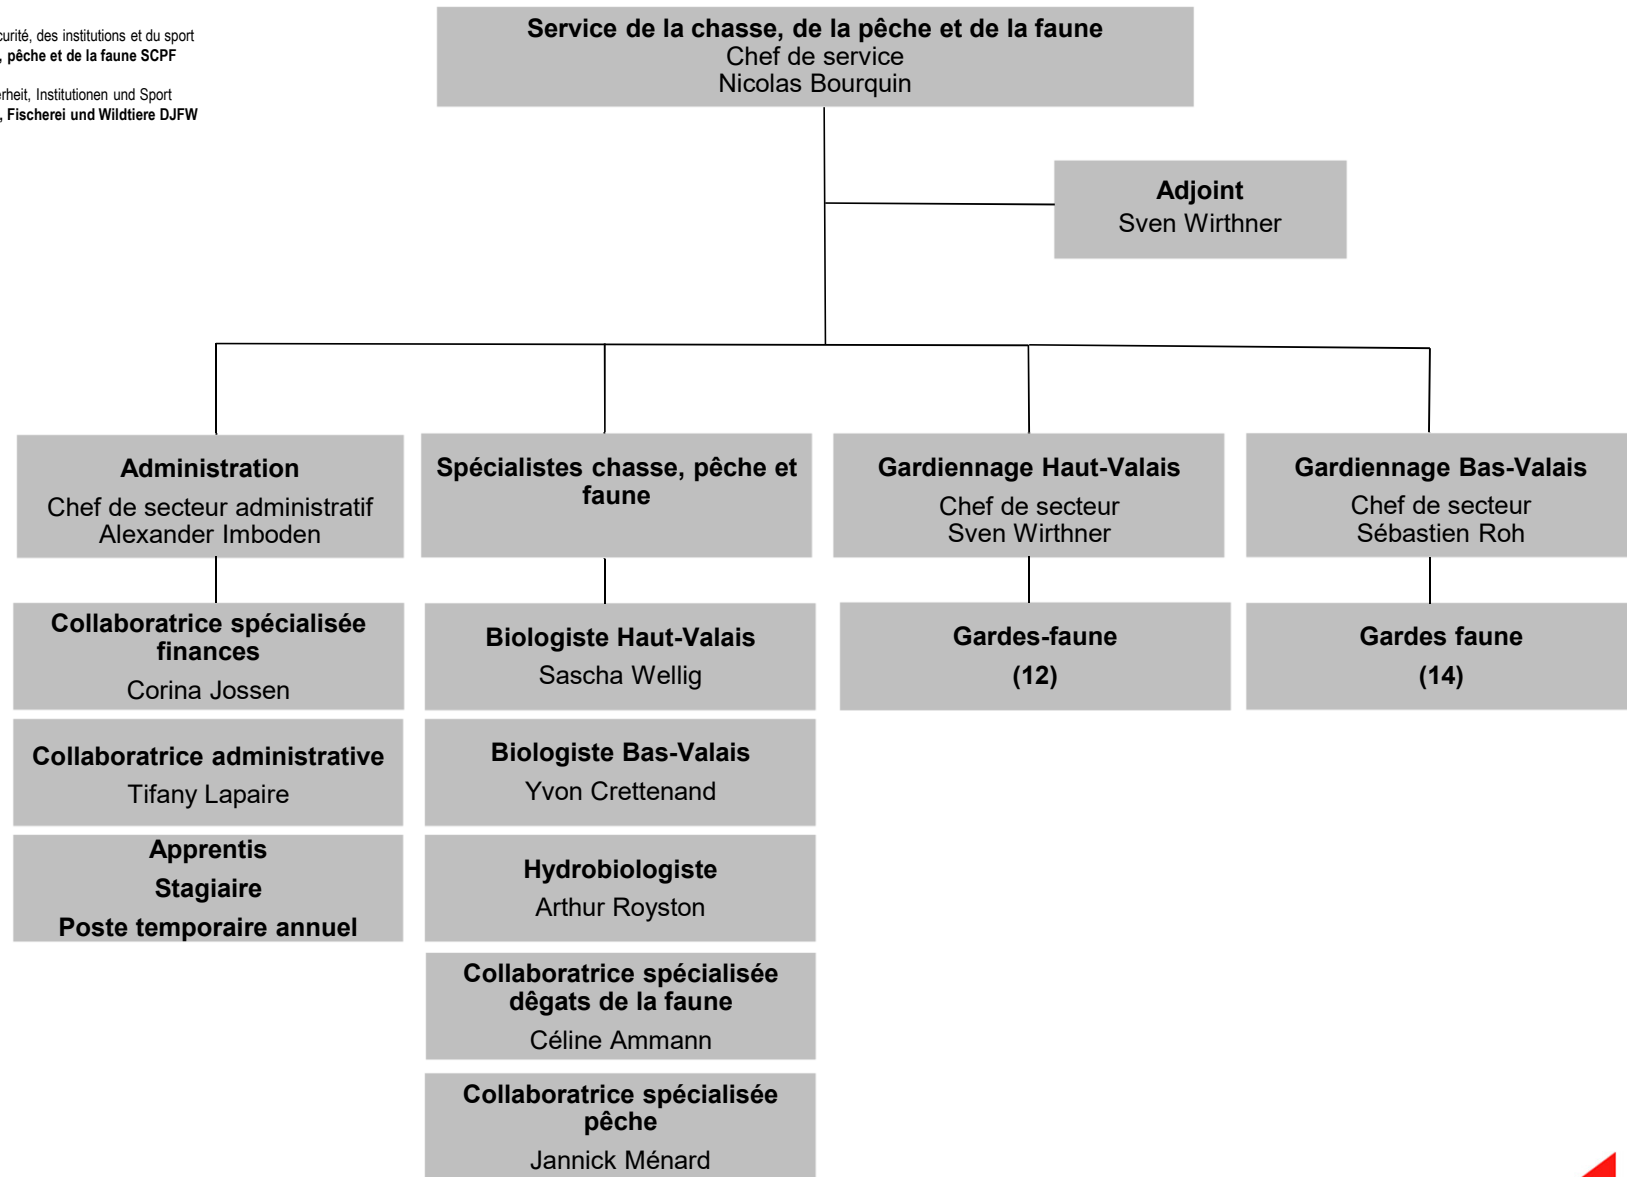 curité, des institutions et du sport
, pêche et de la faune SCPF
rheit, Institutionen und Sport
, Fischerei und Wildtiere DJFW
Service de la chasse, de la pêche et de la faune
Chef de service
Nicolas Bourquin
Adjoint
Sven Wirthner
Administration
Chef de secteur administratif
Alexander Imboden
Spécialistes chasse, pêche et
faune
Gardiennage Haut-Valais
Chef de secteur
Sven Wirthner
Gardiennage Bas-Valais
Chef de secteur
Sébastien Roh
Collaboratrice spécialisée
finances
Corina Jossen
Collaboratrice administrative
Tifany Lapaire
Apprentis
Stagiaire
Poste temporaire annuel
Biologiste Haut-Valais
Sascha Wellig
Biologiste Bas-Valais
Yvon Crettenand
Hydrobiologiste
Arthur Royston
Collaboratrice spécialisée
dêgats de la faune
Céline Ammann
Collaboratrice spécialisée
pêche
Jannick Ménard
Gardes-faune
(12)
Gardes faune
(14)